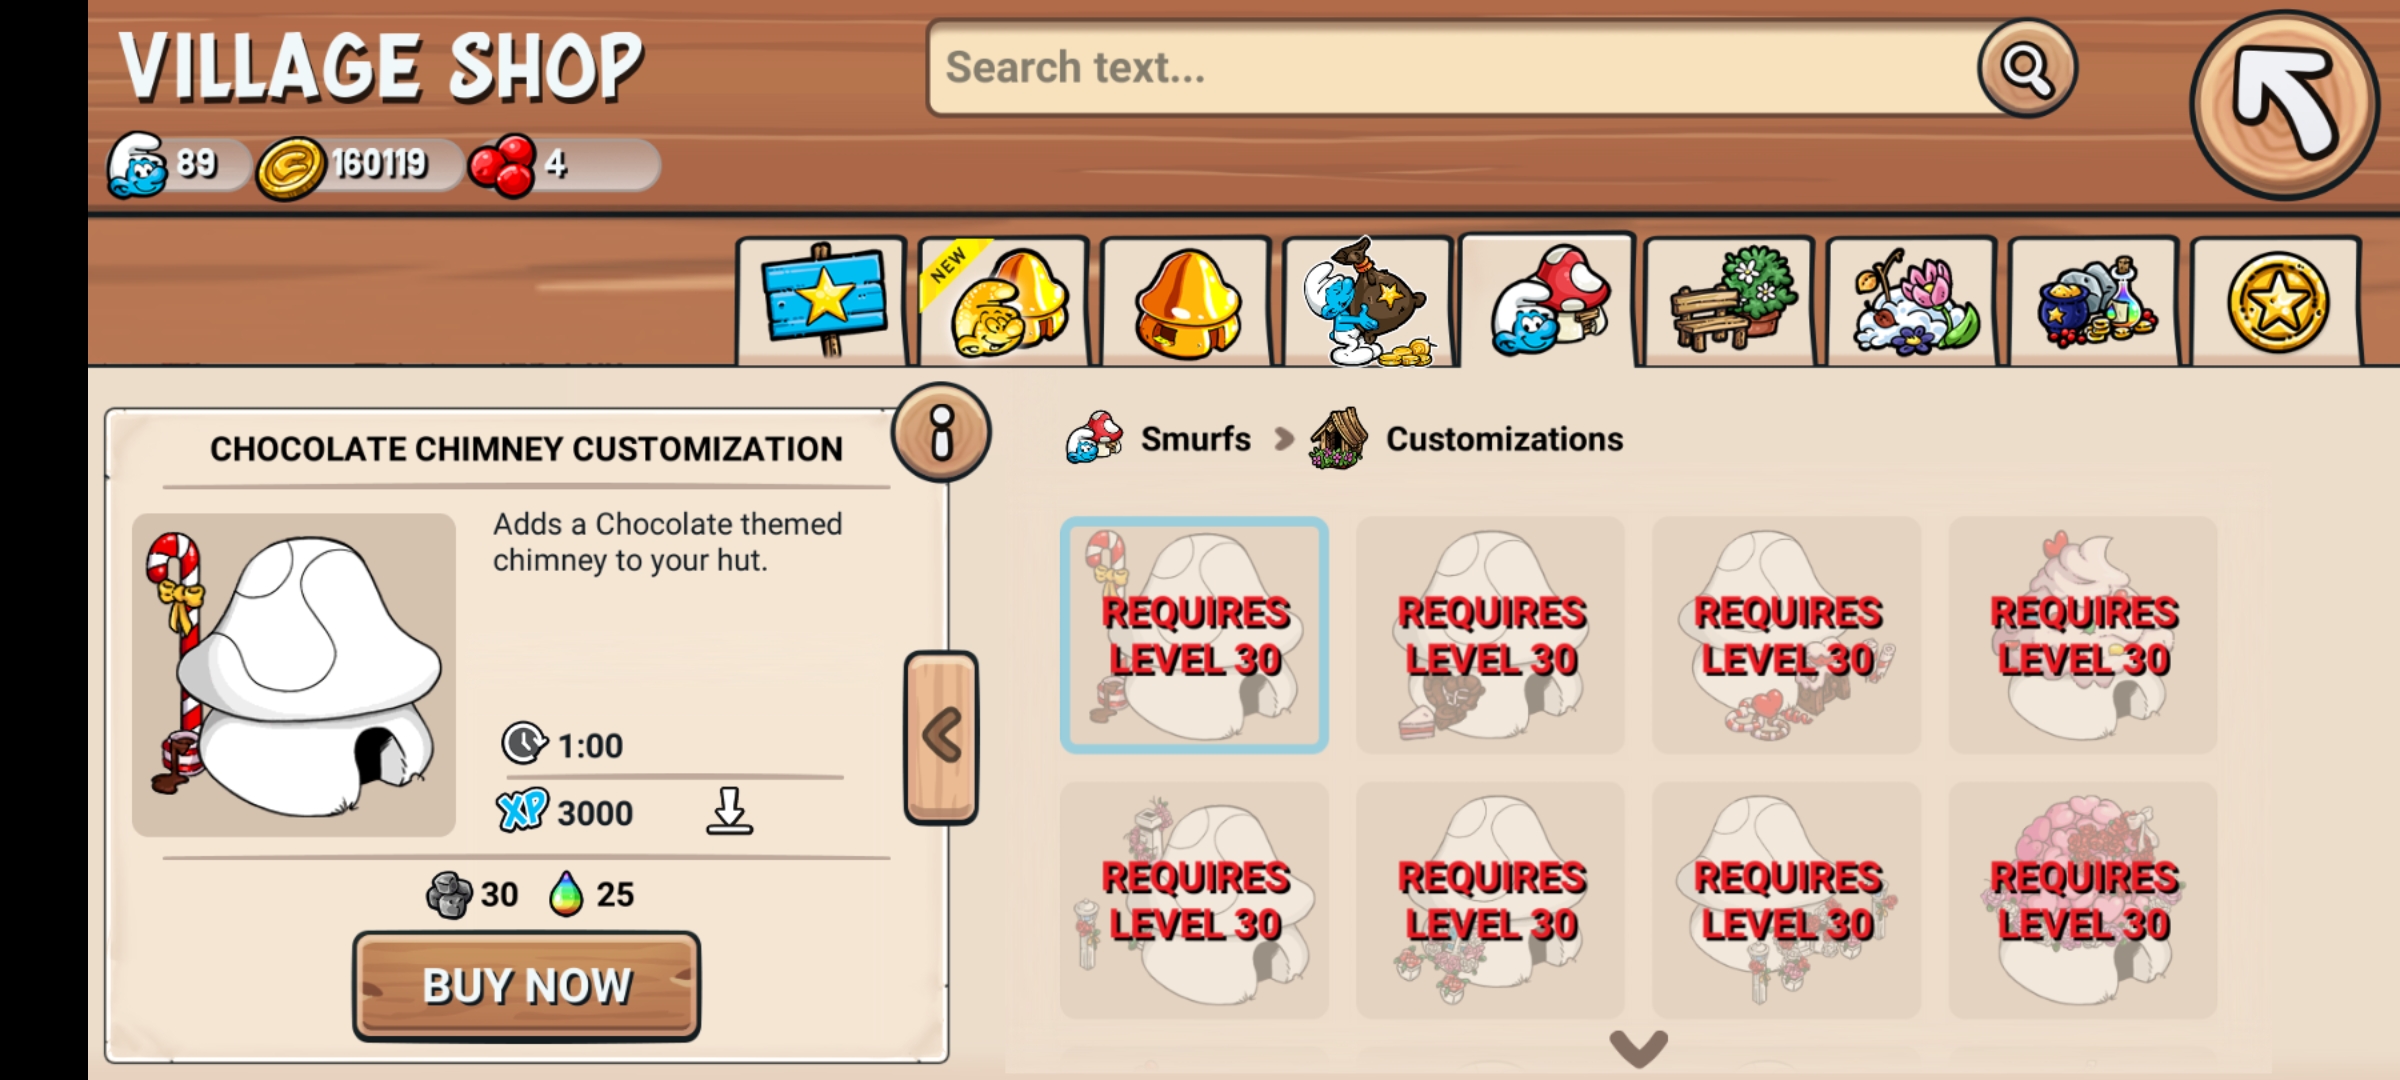 VILLAGE SHOP
Search text...
89
160119
4
NEW
CHOCOLATE CHIMNEY CUSTOMIZATION
Adds a Chocolate themed
chimney to your hut.
1:00
XP 3000
30
25
BUY NOW
Smurfs
Customizations
REQUIRES
LEVEL 30
REQUIRES
LEVEL 30
REQUIRES
LEVEL 30
REQUIRES
LEVEL 30
REQUIRES
LEVEL 30
REQUIRES
LEVEL 30
REQUIRES
LEVEL 30
REQUIRES
LEVEL 30